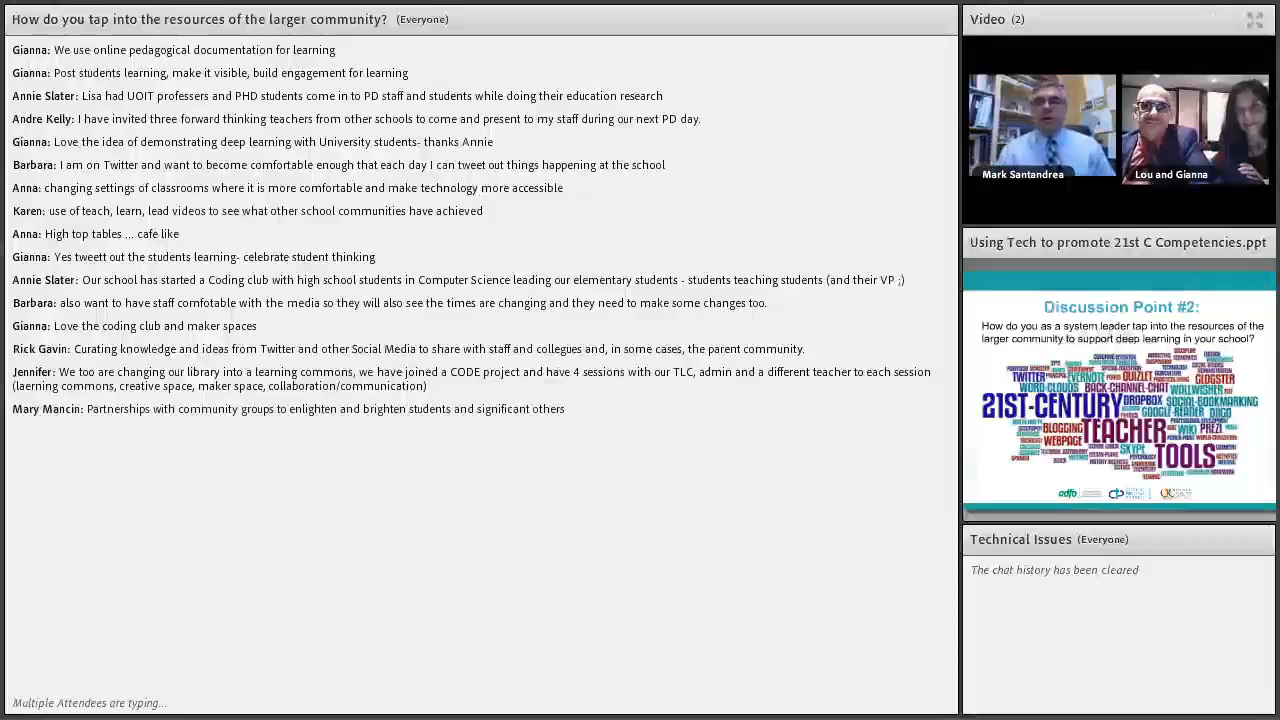 How do you tap into the resources of the larger community? (Everyone)
Gianna: We use online pedagogical documentation for learning
Gianna: Post students learning, make it visible, build engagement for learning
Annie Slater: Lisa had UOIT professers and PHD students come in to PD staff and students while doing their education research
Andre Kelly: I have invited three forward thinking teachers from other schools to come and present to my staff during our next PD day.
Gianna: Love the idea of demonstrating deep learning with University students- thanks Annie
Barbara: I am on Twitter and want to become comfortable enough that each day I can tweet out things happening at the school
Anna: changing settings of classrooms where it is more comfortable and make technology more accessible
Karen: use of teach, learn, lead videos to see what other school communities have achieved
Anna: High top tables ... cafe like
Gianna: Yes tweett out the students learning- celebrate student thinking
Annie Slater: Our school has started a Coding club with high school students in Computer Science leading our elementary students - students teaching students (and their VP ;)
Barbara: also want to have staff comfotable with the media so they will also see the times are changing and they need to make some changes too.
Gianna: Love the coding club and maker spaces
Rick Gavin: Curating knowledge and ideas from Twitter and other Social Media to share with staff and collegues and, in some cases, the parent community.
Jennifer: We too are changing our library into a learning commons, we have joined a CODE project and have 4 sessions with our TLC, admin and a different teacher to each sesson
(laerning commons, creative space, maker space, collaboration/communication)
Mary Mancin: Partnerships with community groups to enlighten and brighten students and significant others
Multiple Attendees are typing...
Video (2)
Mark Santandrea
Lou and Gianna
Using Tech to promote 21st C Competencies.ppt
Discussion Point #2:
How do you as a system leader tap into the resources of the
larger community to support deep learning in your school?
TWITTER
EVERNOTE
QUIZLET
GLOGSTER
WORD-CLOUDS
BACK-CHANNEL-CHAT
WALLWISHER
21ST-CENTURY
DROPBOX
SOCIAL-BOOKMARKING
GOOGLE-READER
DIIGO
BLOGGING
TEACHER
WIKI
PREZI
WEBPAGE
SKYPE
TOOLS
adfo
Technical Issues (Everyone)
The chat history has been cleared